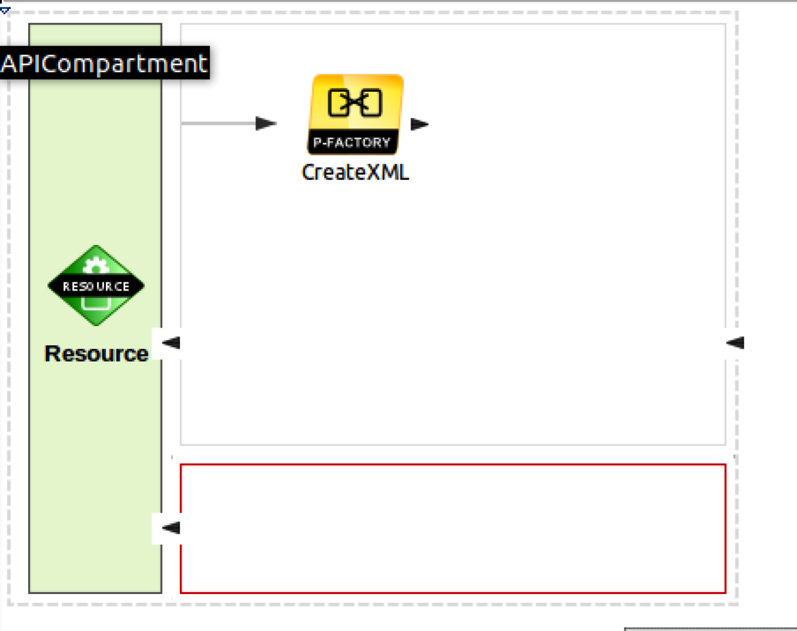 APICompartment
P-FACTORY
CreateXML
RESOURCE
Resource